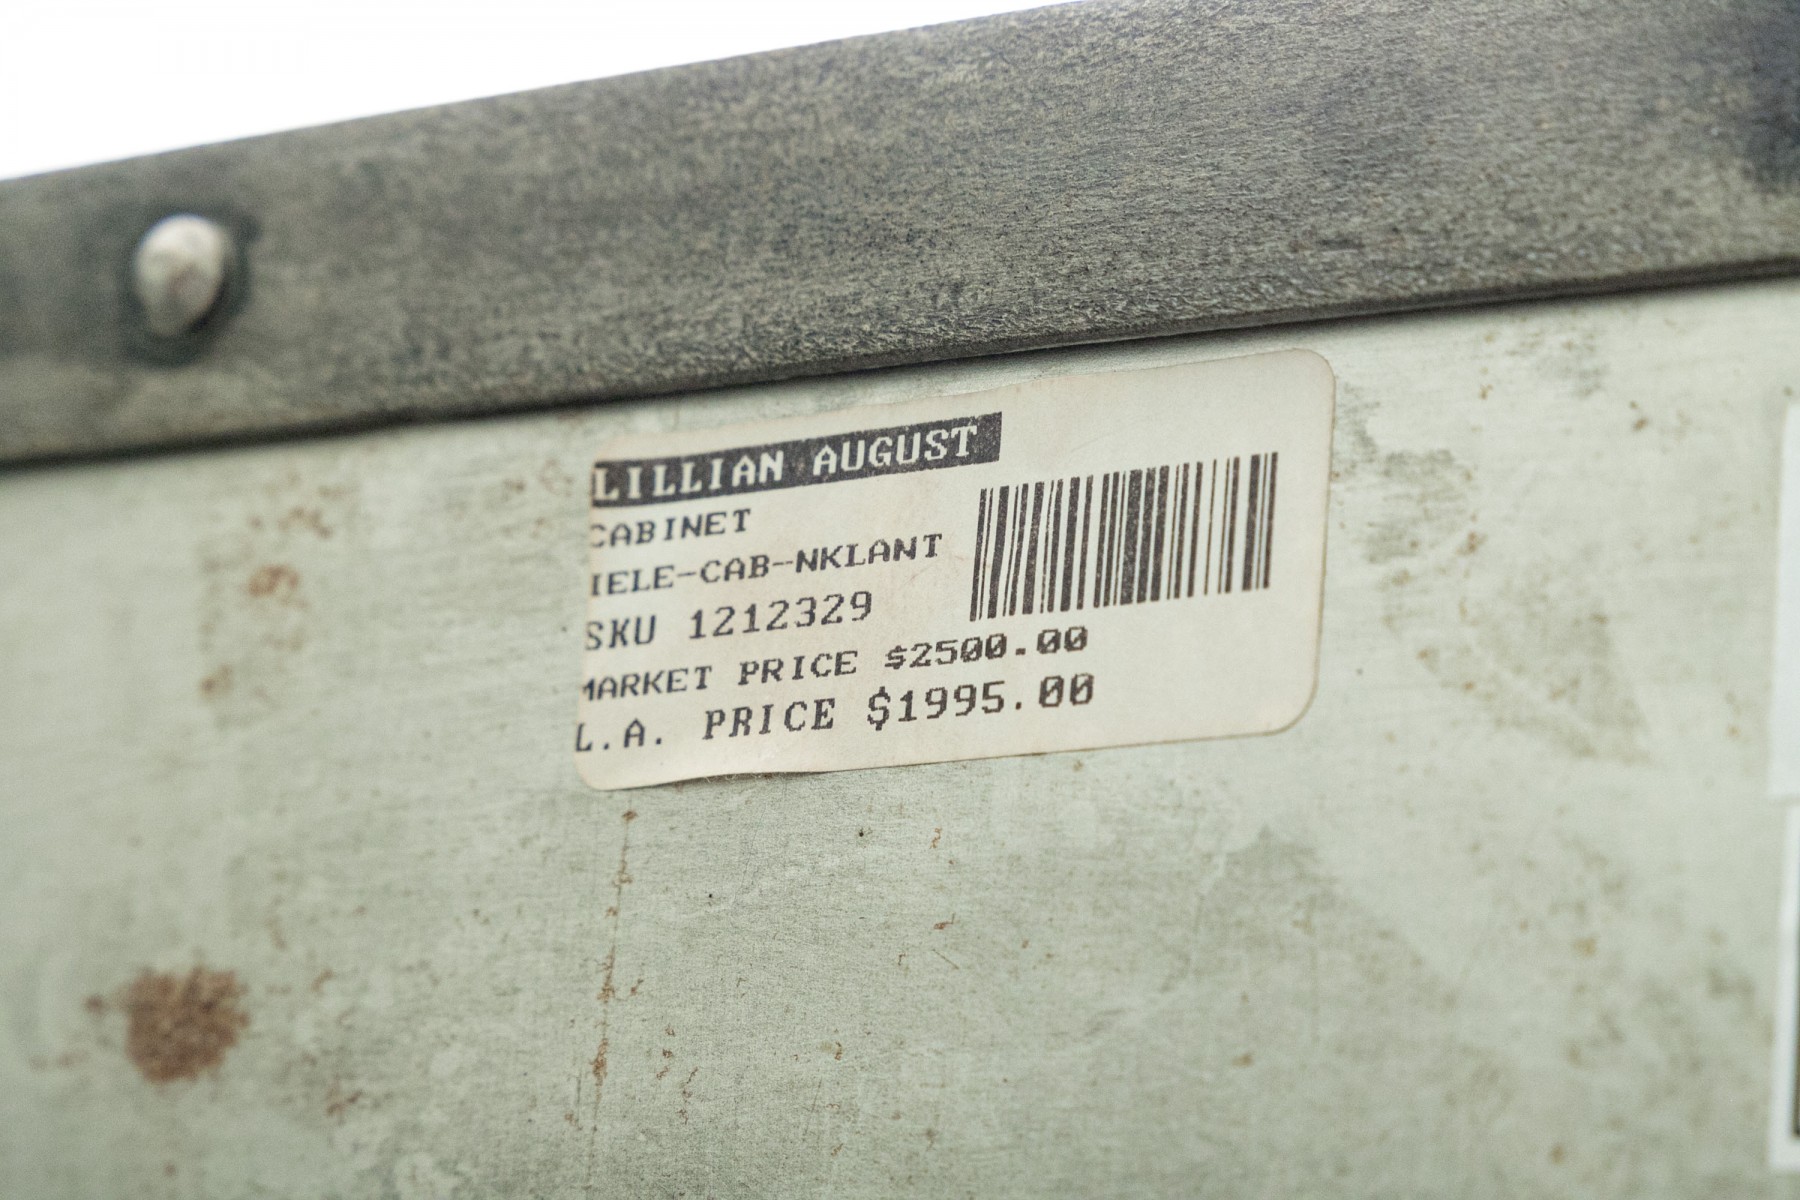 LILLIAN AUGUST
CABINET
IELE-CAB-NKLANT
SKU 1212329
MARKET PRICE $2500.00
L.A. PRICE $1995.00